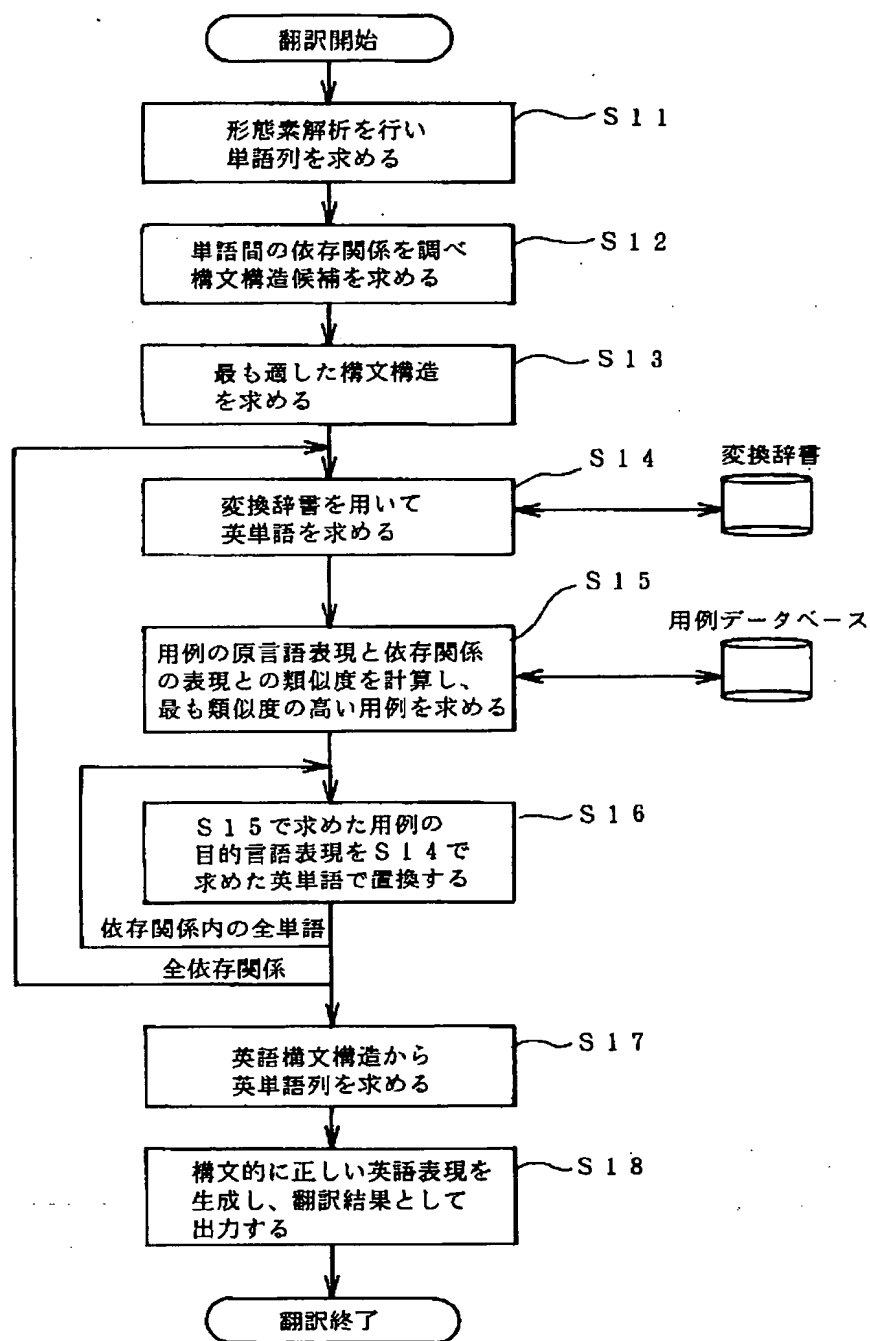 翻訳開始
形態素解析を行い
単語列を求める
S11
単語間の依存関係を調べ
構文構造候補を求める
S12
最も適した構文構造
を求める
S13
変換辞書を用いて
英単語を求める
S14
変換辞書
用例の原言語表現と依存関係
の表現との類似度を計算し、
最も類似度の高い用例を求める
S15
用例データベース
S15で求めた用例の
目的言語表現をS14で
求めた英単語で置換する
S16
依存関係内の全単語
全依存関係
英語構文構造から
英単語列を求める
S17
構文的に正しい英語表現を
生成し、翻訳結果として
出力する
S18
翻訳終了